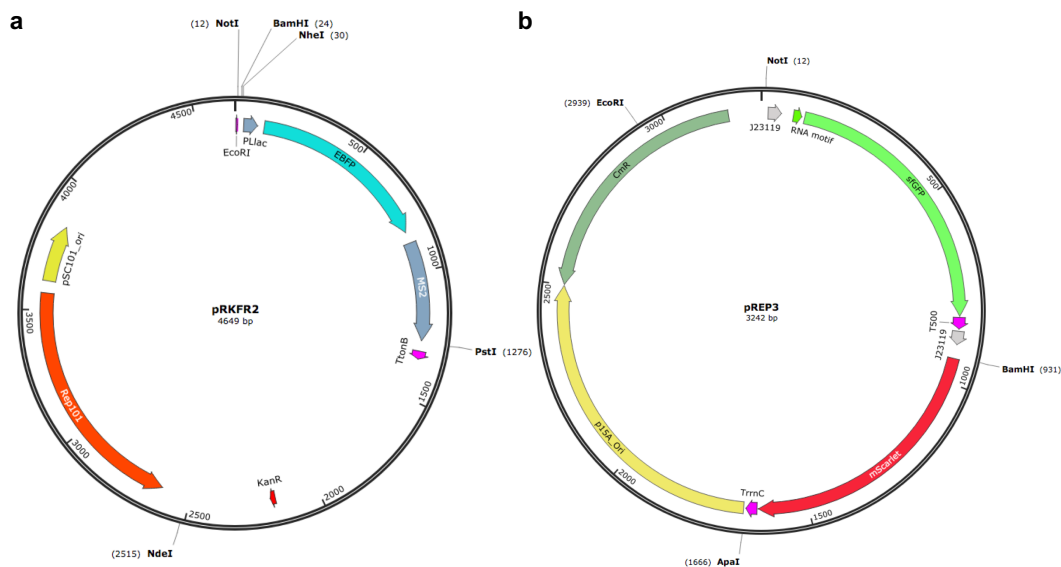 a
(12) NotI
BamHI (24)
NheI (30)
4500
EcoRI
PLlac
EBFP
500
1000
MS2
TtonB
PstI (1276)
1500
2000
KanR
2500
(2515) NdeI
3000
Rep101
3500
pSC101_ori
4000
pRKFR2
4649 bp
b
NotI (12)
(2939) EcoRI
3000
J23119
RNA motif
sfGFP
500
CmR
2500
T500
J23119
BamHI (931)
1000
mScarlet
1500
TrrnC
ApaI
(1666)
2000
p15A_Ori
pREP3
3242 bp